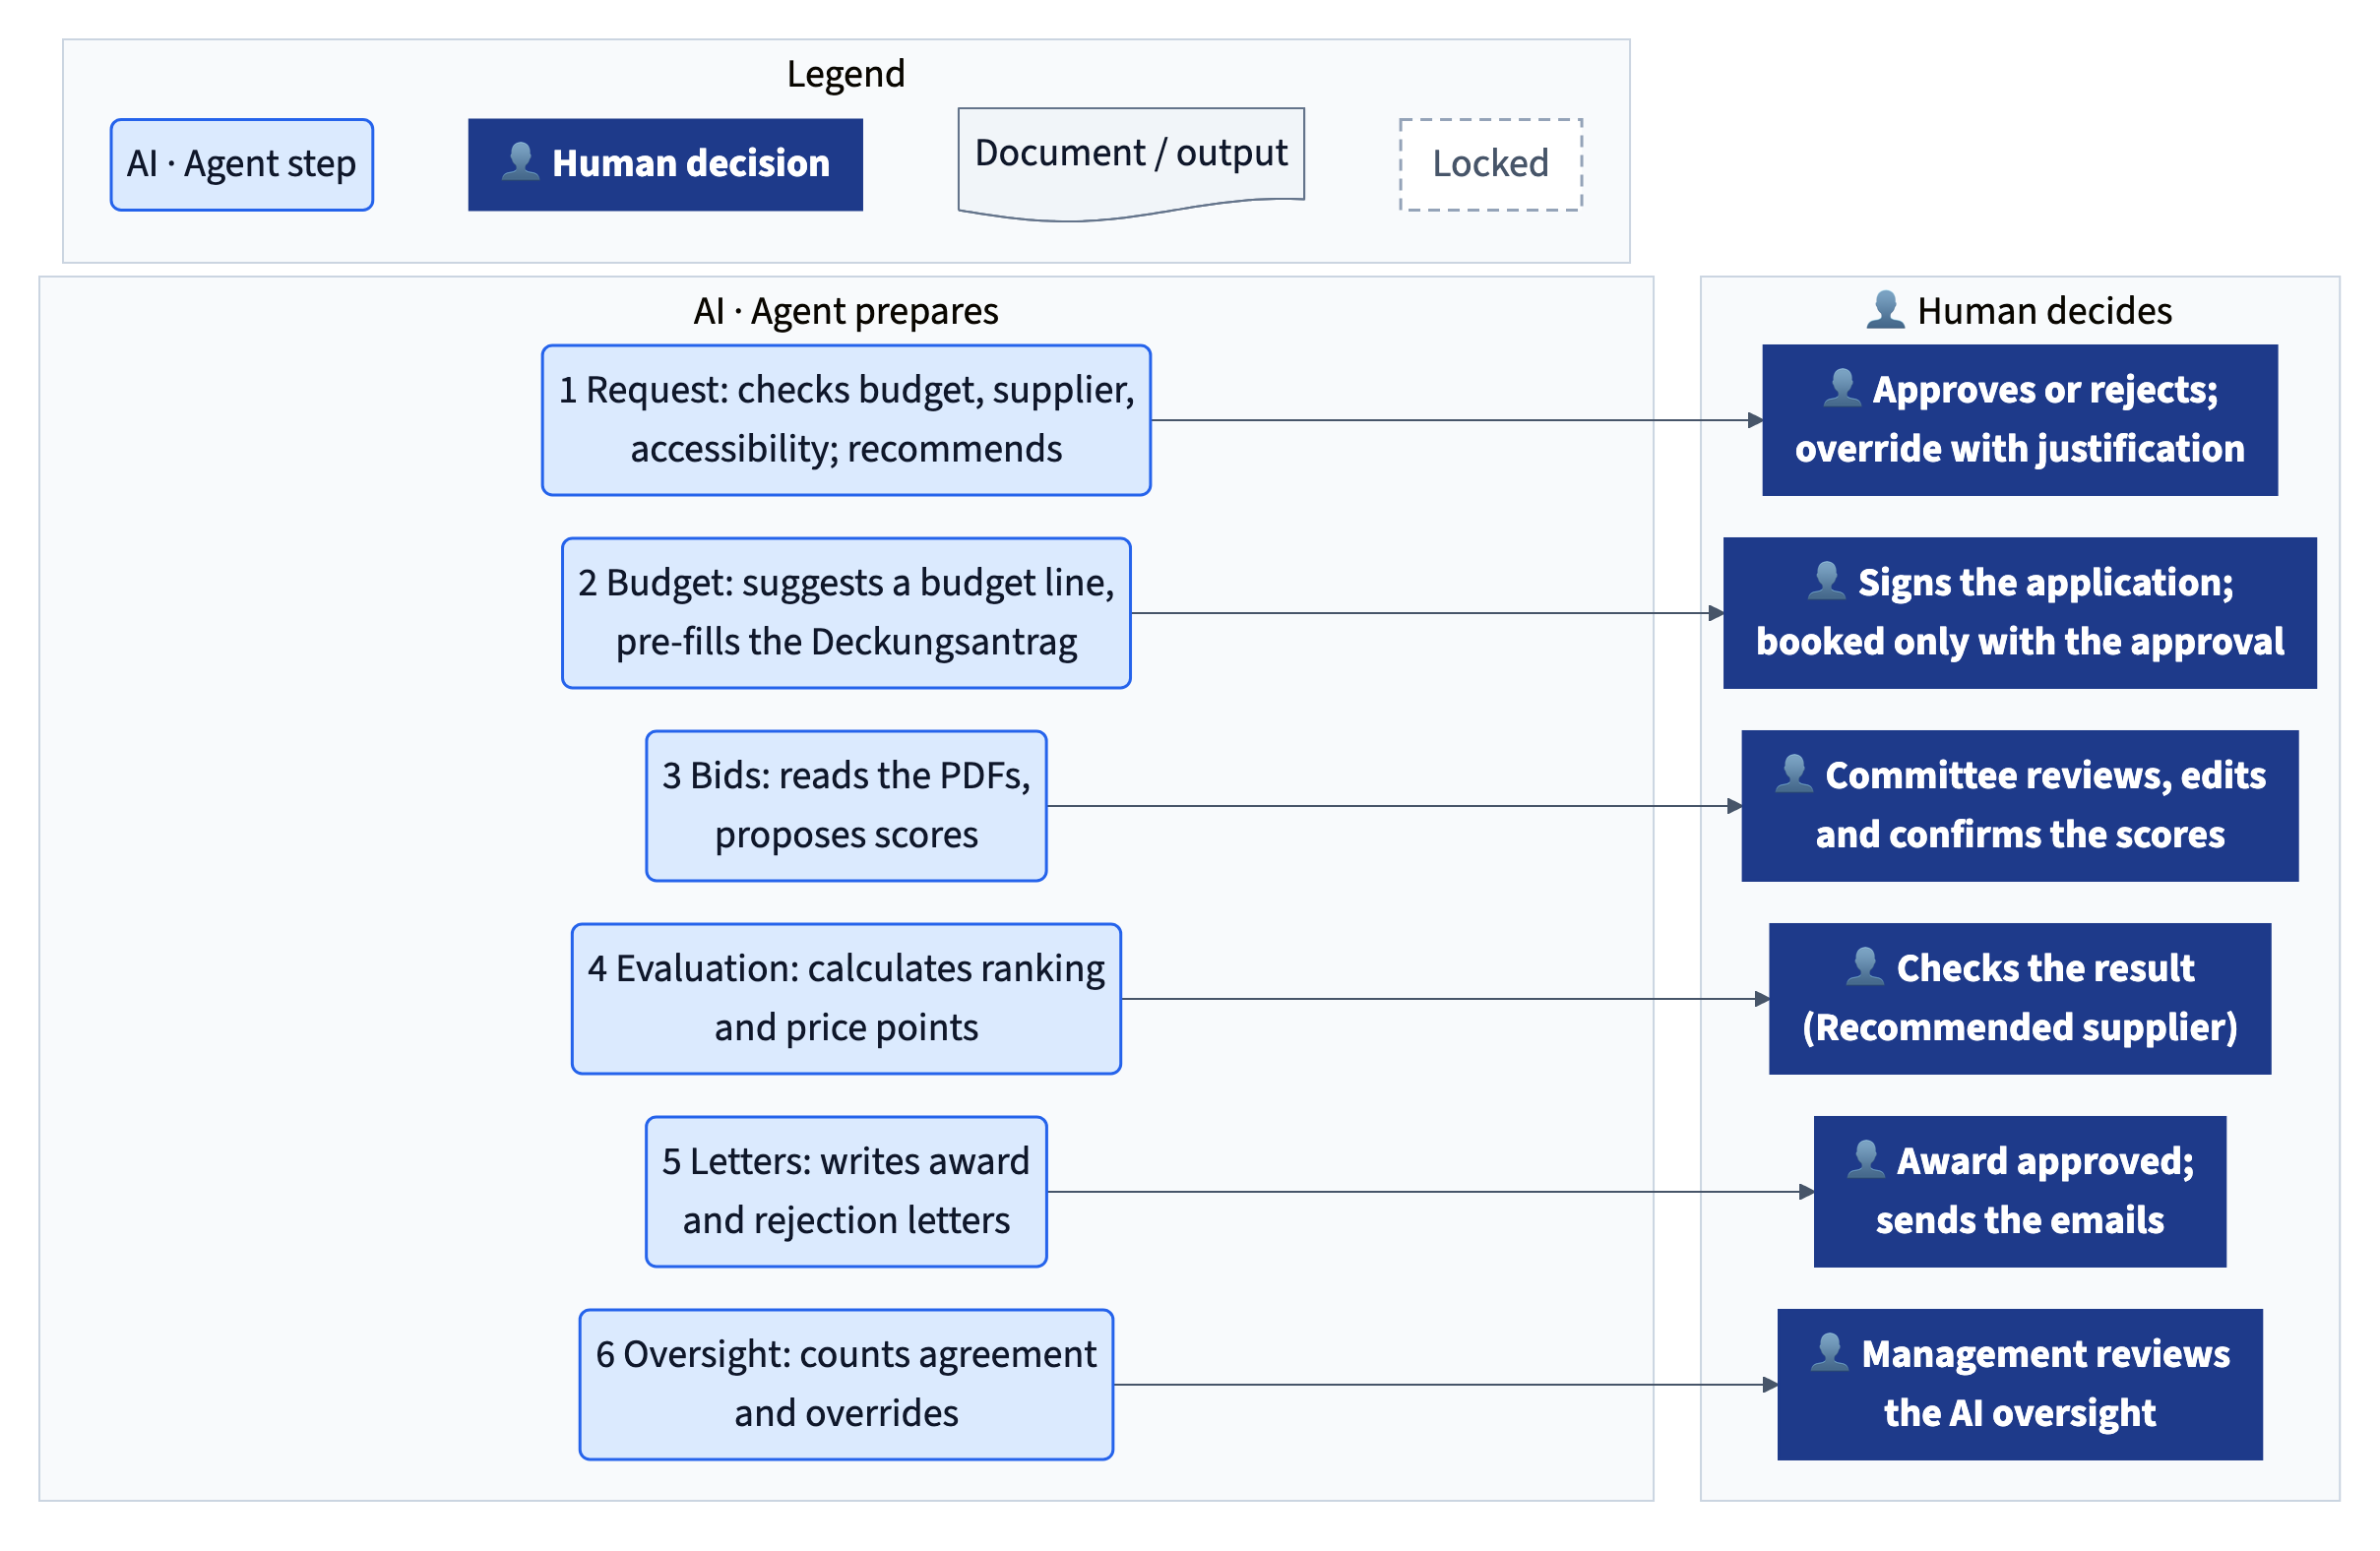 Legend
AI · Agent step
Human decision
Document / output
Locked
AI · Agent prepares
Human decides
1 Request: checks budget, supplier,
accessibility; recommends
Approves or rejects;
override with justification
2 Budget: suggests a budget line,
pre-fills the Deckungsantrag
Signs the application;
booked only with the approval
3 Bids: reads the PDFs,
proposes scores
Committee reviews, edits
and confirms the scores
4 Evaluation: calculates ranking
and price points
Checks the result
(Recommended supplier)
5 Letters: writes award
and rejection letters
Award approved;
sends the emails
6 Oversight: counts agreement
and overrides
Management reviews
the AI oversight